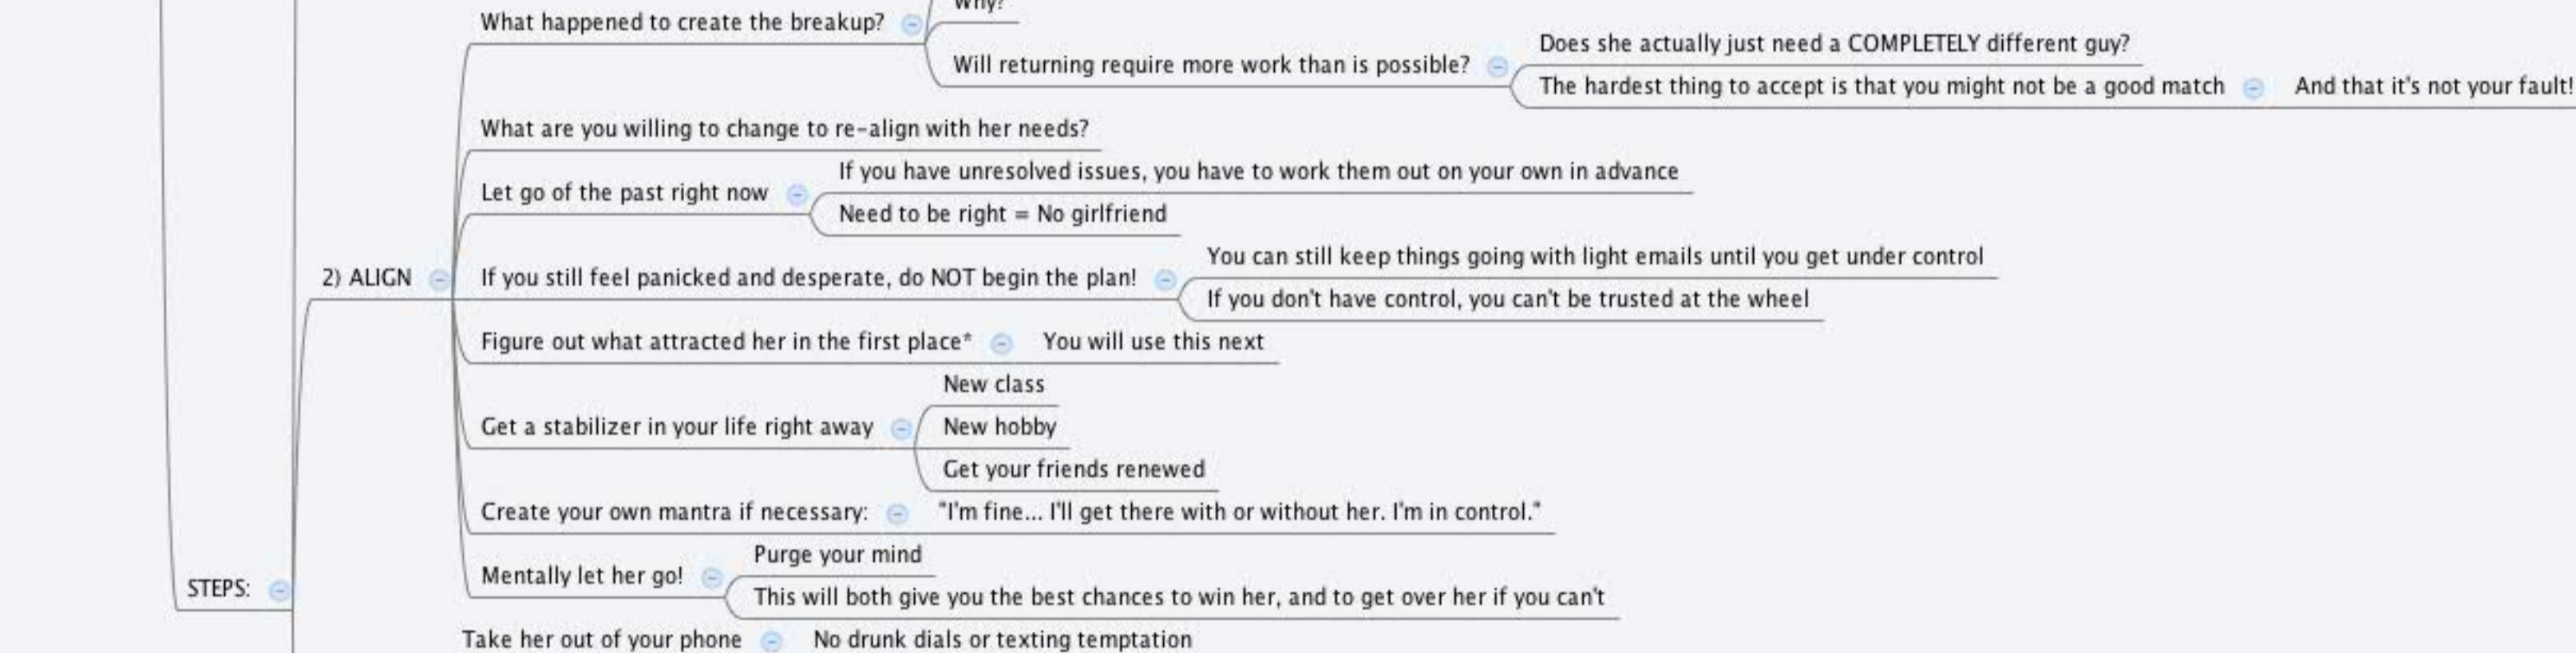 Why?
What happened to create the breakup?
Does she actually just need a COMPLETELY different guy?
Will returning require more work than is possible?
The hardest thing to accept is that you might not be a good match
And that it's not your fault!
What are you willing to change to re-align with her needs?
If you have unresolved issues, you have to work them out on your own in advance
Let go of the past right now
Need to be right = No girlfriend
You can still keep things going with light emails until you get under control
2) ALIGN
If you still feel panicked and desperate, do NOT begin the plan!
If you don't have control, you can't be trusted at the wheel
Figure out what attracted her in the first place*
You will use this next
New class
Get a stabilizer in your life right away
New hobby
Get your friends renewed
Create your own mantra if necessary:
"I'm fine... I'll get there with or without her. I'm in control."
Purge your mind
Mentally let her go!
STEPS:
This will both give you the best chances to win her, and to get over her if you can't
Take her out of your phone
No drunk dials or texting temptation